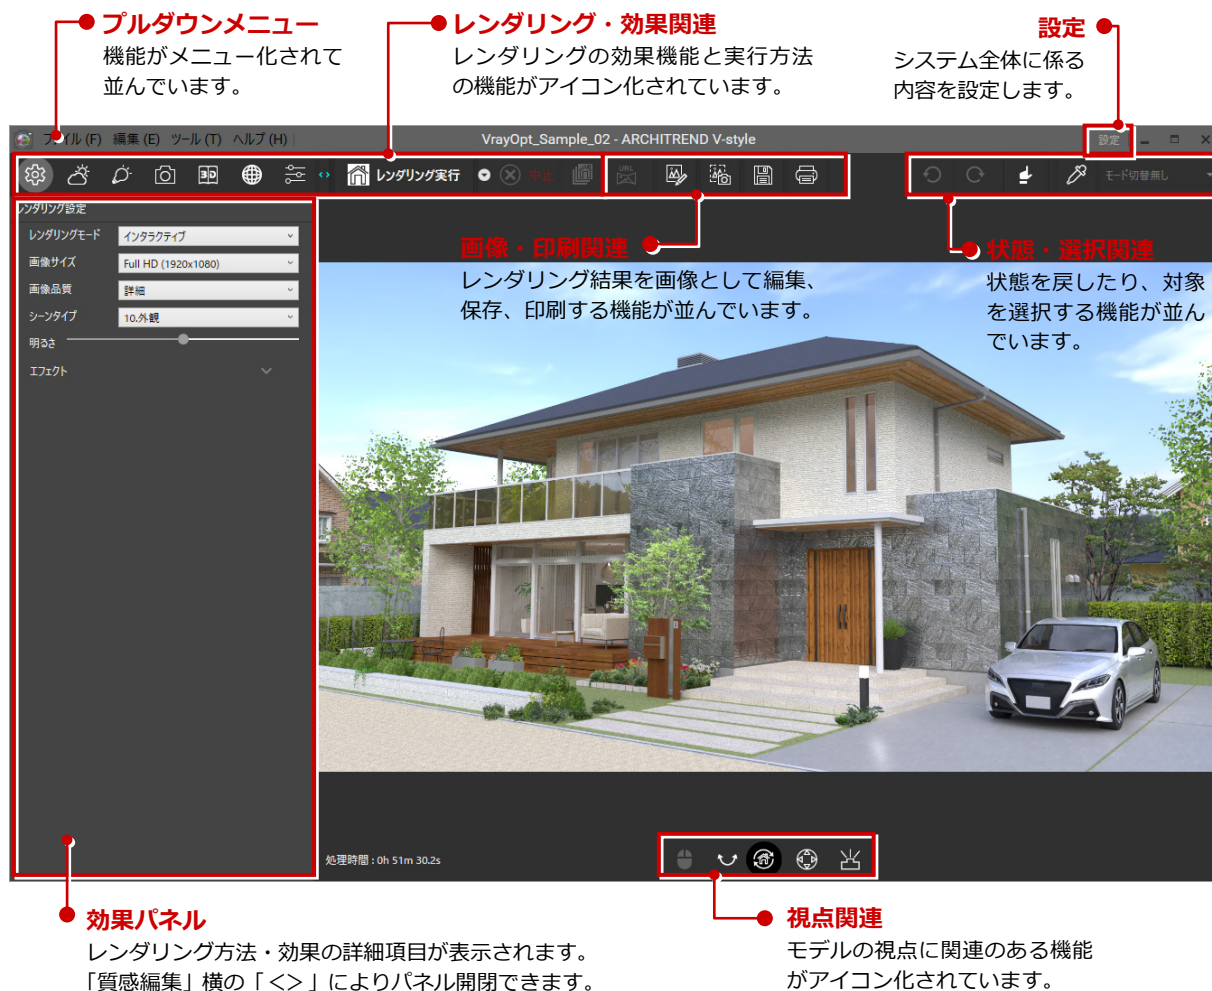 プルダウンメニュー
機能がメニュー化されて
並んでいます。
レンダリング・効果関連
レンダリングの効果機能と実行方法
の機能がアイコン化されています。
設定
システム全体に係る
内容を設定します。
ファイル (F) 編集 (E) ツール (T) ヘルプ (H)
VrayOpt_Sample_02 - ARCHITREND V-style
設定
3D
レンダリング実行
中止
URL
モード切替無し
レンダリング設定
レンダリングモード インタラクティブ
画像サイズ Full HD (1920x1080)
画像品質 詳細
シーンタイプ 10.外観
明るさ
エフェクト
画像・印刷関連
レンダリング結果を画像として編集、
保存、印刷する機能が並んでいます。
状態・選択関連
状態を戻したり、対象
を選択する機能が並ん
でいます。
処理時間 : 0h 51m 30.2s
効果パネル
レンダリング方法・効果の詳細項目が表示されます。
「質感編集」横の「 <> 」によりパネル開閉できます。
視点関連
モデルの視点に関連のある機能
がアイコン化されています。